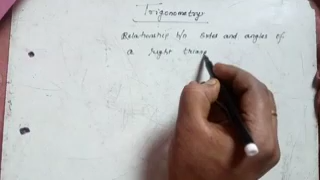 Trigonometry
Relationship b/w sides and angles of
a right triang